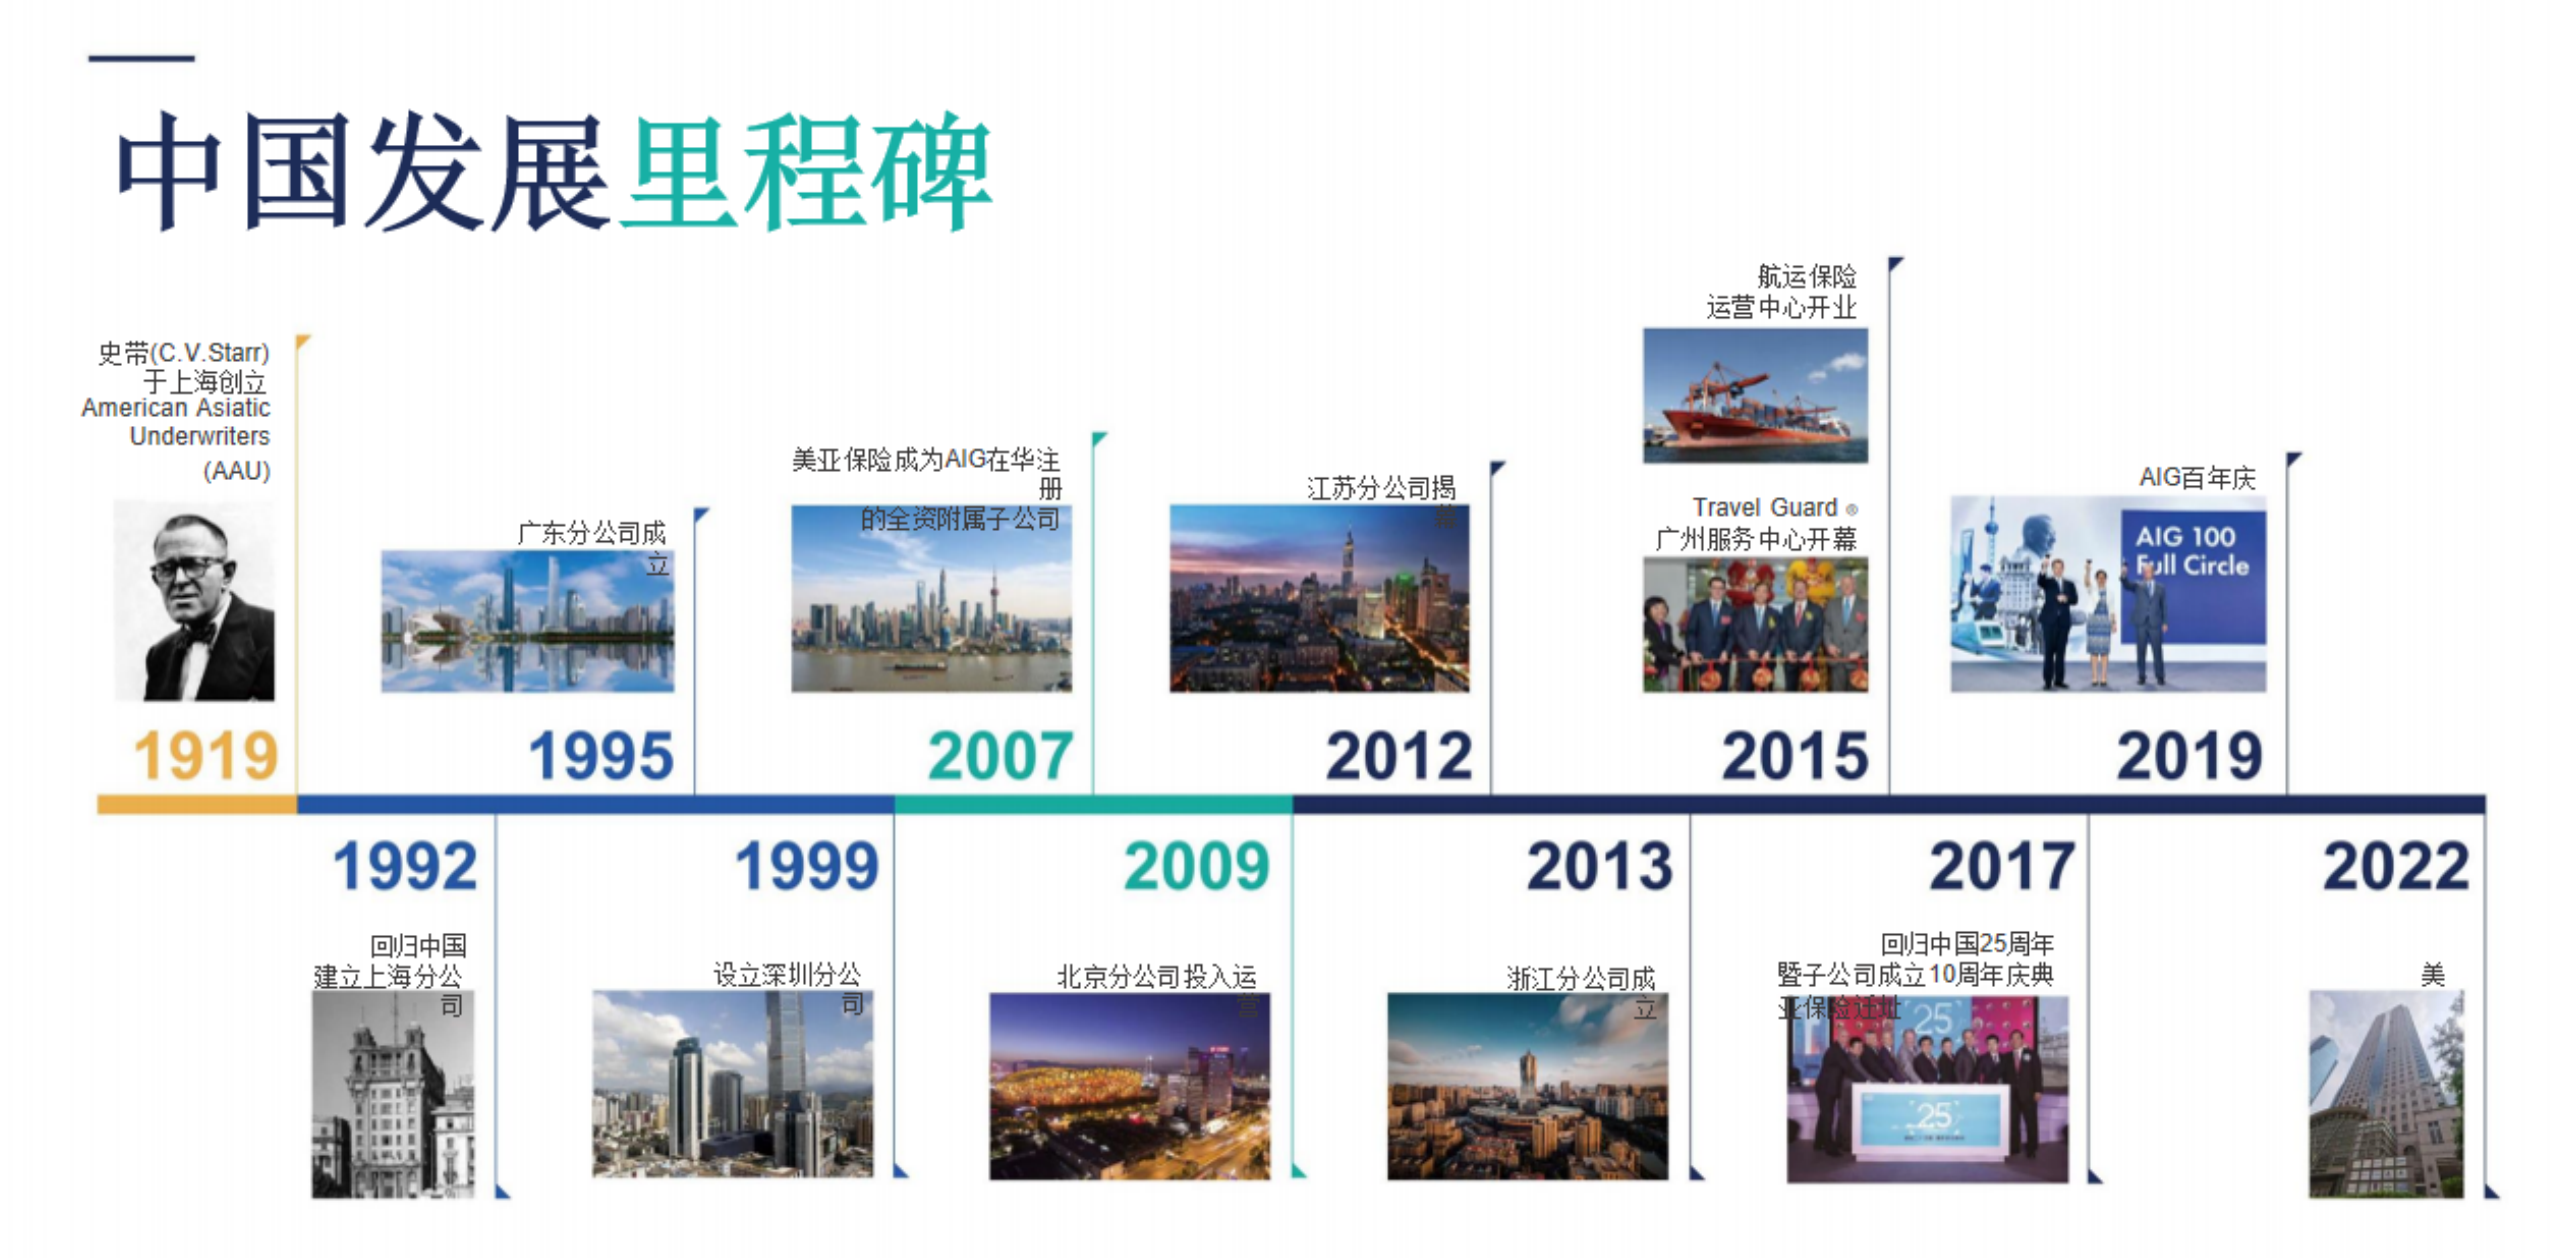 中国发展里程碑
史带(C.V.Starr)
于上海创立
American Asiatic
Underwriters
(AAU)
1919
回归中国
建立上海分公
司
1992
广东分公司成
立
1995
设立深圳分公
司
1999
美亚保险成为AIG在华注
册
的全资附属子公司
2007
北京分公司投入运
营
2009
江苏分公司揭
2012
浙江分公司成
立
2013
航运保险
运营中心开业
Travel Guard ®
广州服务中心开幕
2015
回归中国25周年
暨子公司成立10周年庆典
亚保险迁址
25
25
2017
AIG百年庆
AIG 100
Full Circle
2019
美
2022